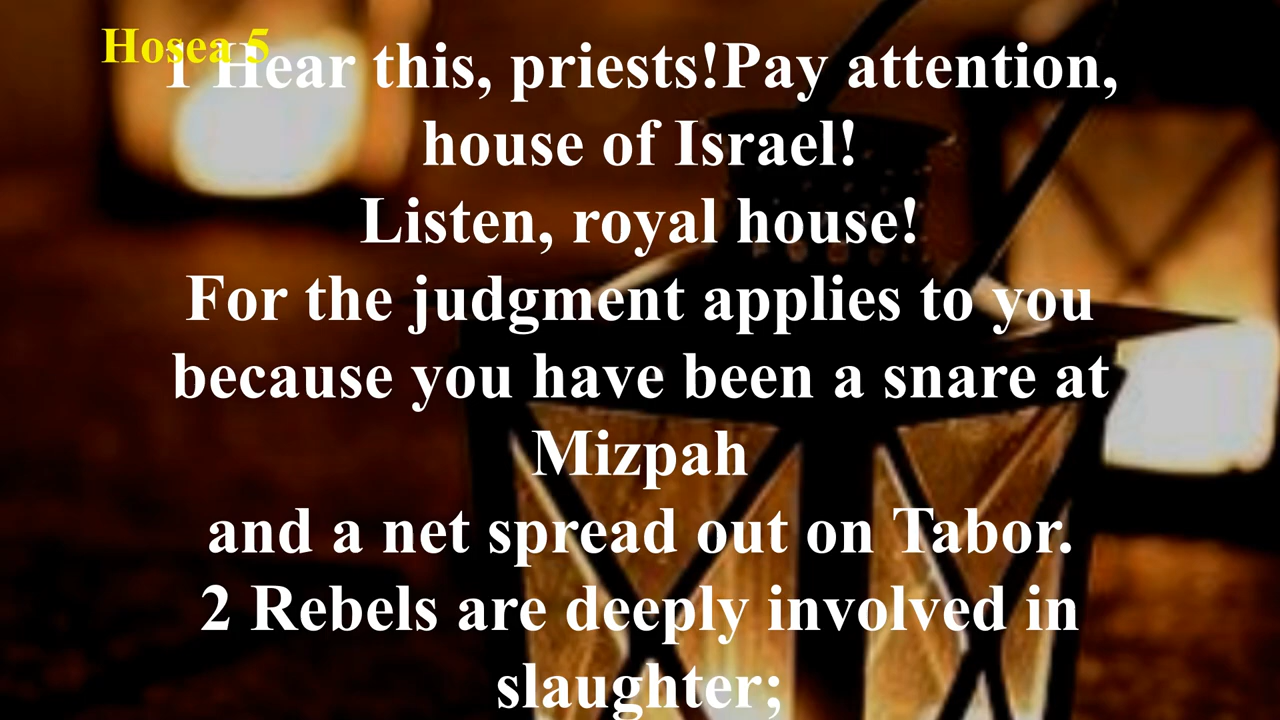 Hosea 5
1 Hear this, priests!Pay attention,
house of Israel!
Listen, royal house!
For the judgment applies to you
because you have been a snare at
Mizpah
and a net spread out on Tabor.
2 Rebels are deeply involved in
slaughter;